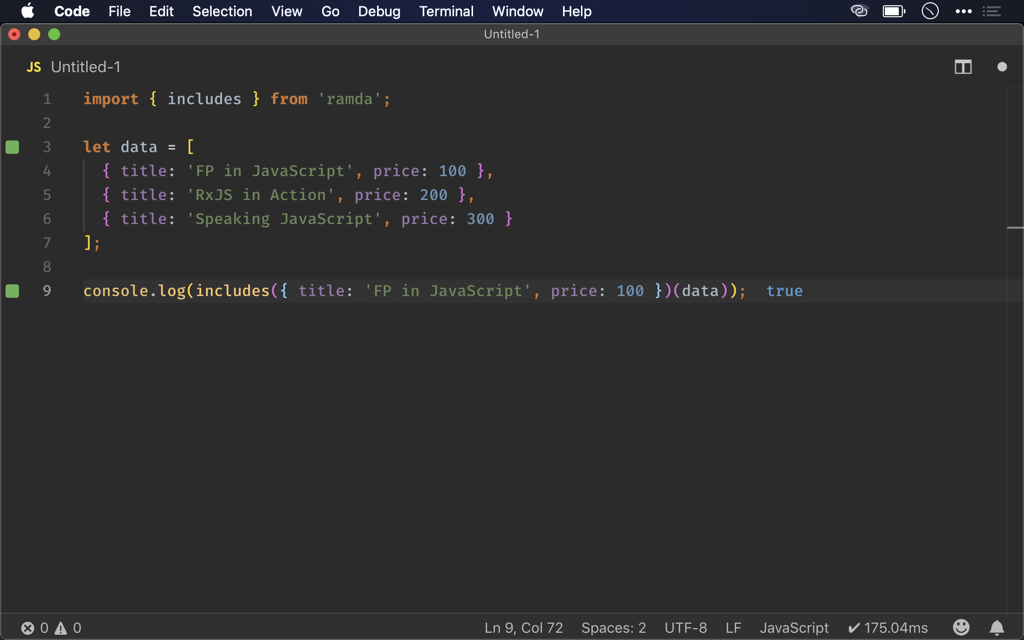 Code File Edit Selection View Go Debug Terminal Window Help
Untitled-1
JS Untitled-1
1 import { includes } from 'ramda';
2
3 let data = [
4 { title: 'FP in JavaScript', price: 100 },
5 { title: 'RxJS in Action', price: 200 },
6 { title: 'Speaking JavaScript', price: 300 }
7 ];
8
9 console.log(includes({ title: 'FP in JavaScript', price: 100 })(data)); true
0 0 Ln 9, Col 72 Spaces: 2 UTF-8 LF JavaScript ✔ 175.04ms